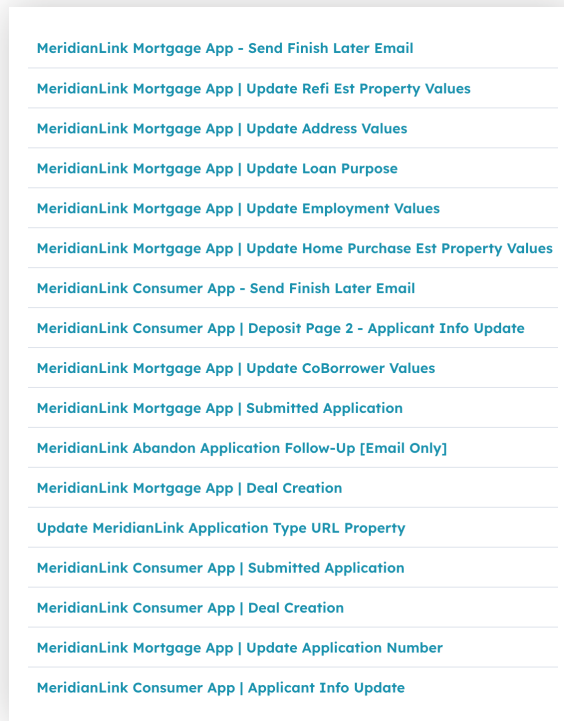 MeridianLink Mortgage App - Send Finish Later Email
MeridianLink Mortgage App | Update Refi Est Property Values
MeridianLink Mortgage App | Update Address Values
MeridianLink Mortgage App | Update Loan Purpose
MeridianLink Mortgage App | Update Employment Values
MeridianLink Mortgage App | Update Home Purchase Est Property Values
MeridianLink Consumer App - Send Finish Later Email
MeridianLink Consumer App | Deposit Page 2 - Applicant Info Update
MeridianLink Mortgage App | Update CoBorrower Values
MeridianLink Mortgage App | Submitted Application
MeridianLink Abandon Application Follow-Up [Email Only]
MeridianLink Mortgage App | Deal Creation
Update MeridianLink Application Type URL Property
MeridianLink Consumer App | Submitted Application
MeridianLink Consumer App | Deal Creation
MeridianLink Mortgage App | Update Application Number
MeridianLink Consumer App | Applicant Info Update